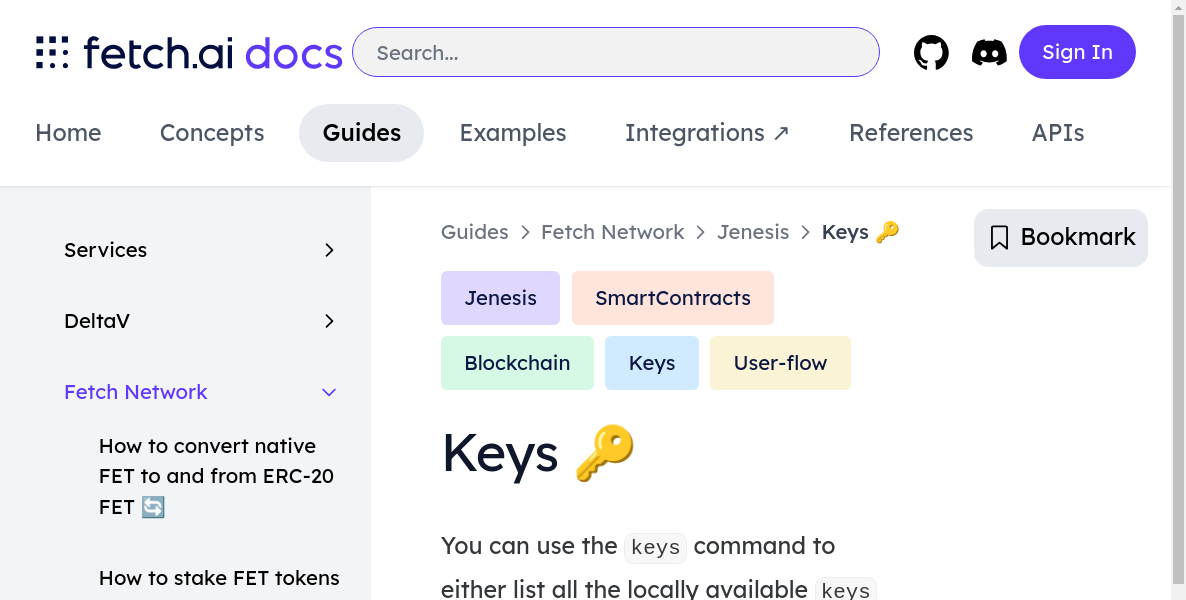 fetch.ai docs
Search...
Sign In
Home
Concepts
Guides
Examples
Integrations ↗
References
APIs
Services
DeltaV
Fetch Network
How to convert native
FET to and from ERC-20
FET 🔄
How to stake FET tokens
Guides > Fetch Network > Jenesis > Keys 🔑
Bookmark
Jenesis
SmartContracts
Blockchain
Keys
User-flow
Keys 🔑
You can use the keys command to
either list all the locally available keys